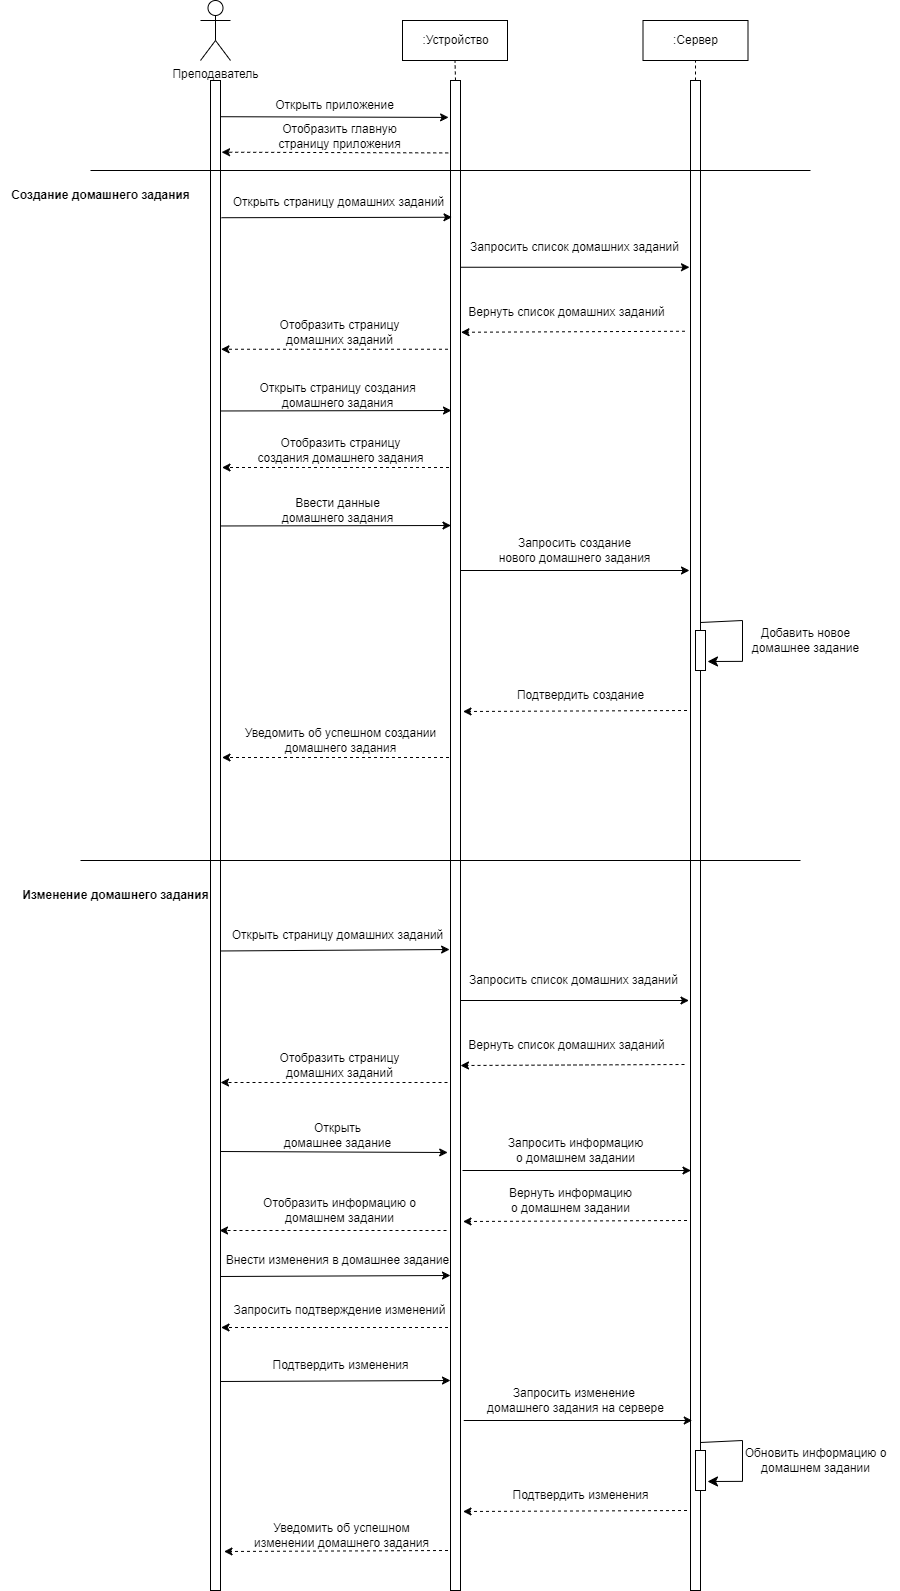 :Устройство
:Сервер
Преподаватель
Открыть приложение
Отобразить главную
страницу приложения
Создание домашнего задания
Открыть страницу домашних заданий
Запросить список домашних заданий
Вернуть список домашних заданий
Отобразить страницу
домашних заданий
Открыть страницу создания
домашнего задания
Отобразить страницу
создания домашнего задания
Ввести данные
домашнего задания
Запросить создание
нового домашнего задания
Добавить новое
домашнее задание
Подтвердить создание
Уведомить об успешном создании
домашнего задания
Изменение домашнего задания
Открыть страницу домашних заданий
Запросить список домашних заданий
Вернуть список домашних заданий
Отобразить страницу
домашних заданий
Открыть
домашнее задание
Запросить информацию
о домашнем задании
Вернуть информацию
о домашнем задании
Отобразить информацию о
домашнем задании
Внести изменения в домашнее задание
Запросить подтверждение изменений
Подтвердить изменения
Запросить изменение
домашнего задания на сервере
Обновить информацию о
домашнем задании
Подтвердить изменения
Уведомить об успешном
изменении домашнего задания